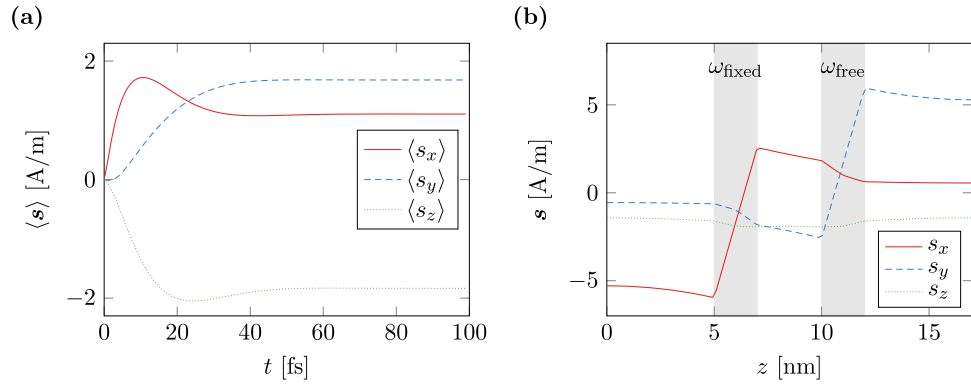 (a)
⟨s⟩ [A/m]
2
0
−2
⟨s_x⟩
⟨s_y⟩
⟨s_z⟩
0 20 40 60 80 100
t [fs]
(b)
s [A/m]
5
0
−5
ω_fixed ω_free
s_x
s_y
s_z
0 5 10 15
z [nm]